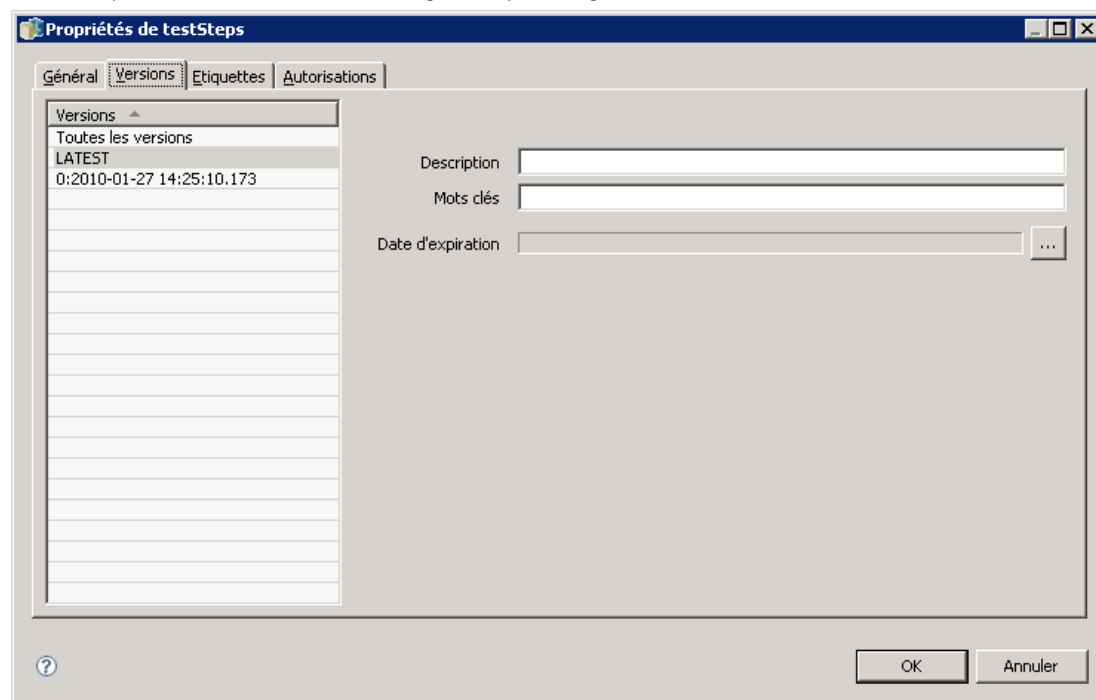 Propriétés de testSteps
Général Versions Etiquettes Autorisations
Versions
Toutes les versions
LATEST
0:2010-01-27 14:25:10.173
Description
Mots clés
Date d'expiration
...
OK Annuler